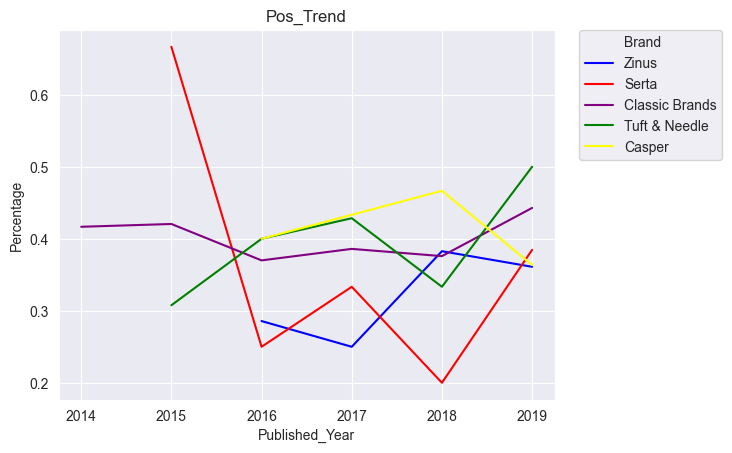 Pos_Trend
Brand
Zinus
Serta
Classic Brands
Tuft & Needle
Casper
Percentage
0.6
0.5
0.4
0.3
0.2
2014 2015 2016 2017 2018 2019
Published_Year